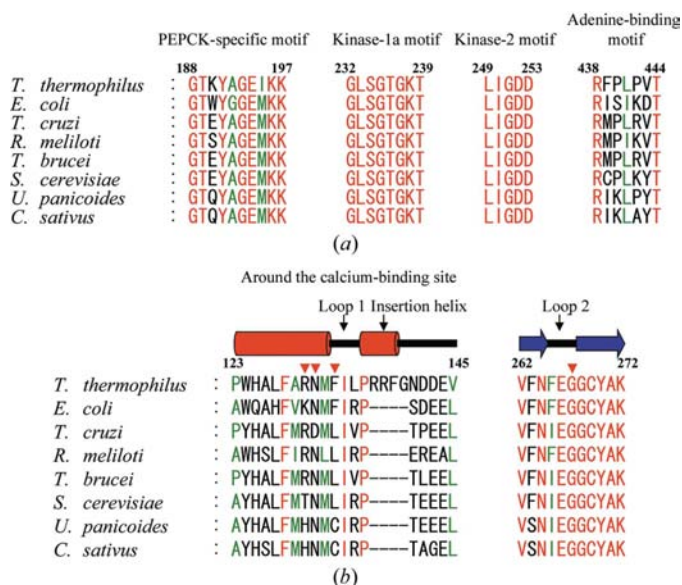 Adenine-binding
PEPCK-specific motif Kinase-1a motif Kinase-2 motif motif
188 197 232 239 249 253 438 444
T. thermophilus : GTKYAGEIKK GLSGTGKT LIGDD RFPLPVT
E. coli : GTWYGGEMKK GLSGTGKT LIGDD RISIKDT
T. cruzi : GTEYAGEMKK GLSGTGKT LIGDD RMPLRVT
R. meliloti : GTSYAGEMKK GLSGTGKT LIGDD RMPIKVT
T. brucei : GTEYAGEMKK GLSGTGKT LIGDD RMPLRVT
S. cerevisiae : GTEYAGEMKK GLSGTGKT LIGDD RCPLKYT
U. panicoides : GTQYAGEMKK GLSGTGKT LIGDD RIKLPVT
C. sativus : GTQYAGEMKK GLSGTGKT LIGDD RIKLAYT
(a)
Around the calcium-binding site
Loop 1 Insertion helix Loop 2
123 145 262 272
T. thermophilus : PWHALFARNMFILPRRFGNDDEV VFNFEGGCYAK
E. coli : AWQAHFVKNMFIRP----SDEEL VFNFEGGCYAK
T. cruzi : PYHALFMRDMLIVP----TPEEL VFNIEGGCYAK
R. meliloti : AWHSLFIRNLLIRP----EREAL VFNFEGGCYAK
T. brucei : PYHALFMRNMLIVP----TLEEL VFNIEGGCYAK
S. cerevisiae : AYHALFMTNMLIRP----TEEEL VFNIEGGCYAK
U. panicoides : AYHALFMHNMCIRP----TEEEL VSNIEGGCYAK
C. sativus : AYHSLFMHNMCIRP----TAGEL VSNIEGGCYAK
(b)